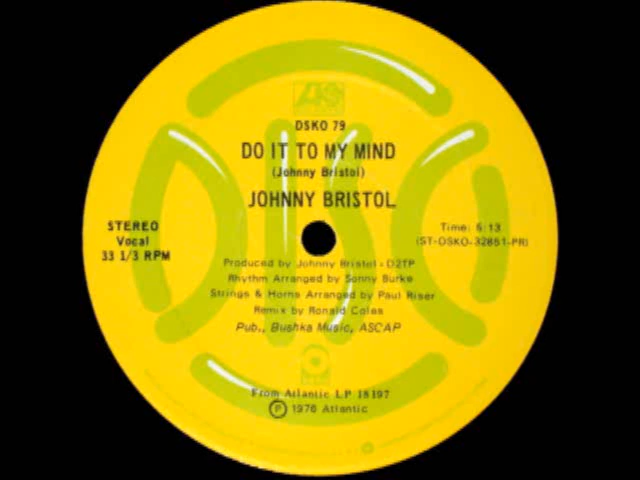 DISCO
DSKO 79
DO IT TO MY MIND
(Johnny Bristol)
JOHNNY BRISTOL
STEREO
Vocal
33 1/3 RPM
Time: 5:13
(ST-DSKO-32851-PR)
Produced by Johnny Bristol - D2TP
Rhythm Arranged by Sonny Burke
Strings & Horns Arranged by Paul Riser
Remix by Ronald Coles
Pub., Bushka Music, ASCAP
From Atlantic LP 18197
Ⓟ 1976 Atlantic